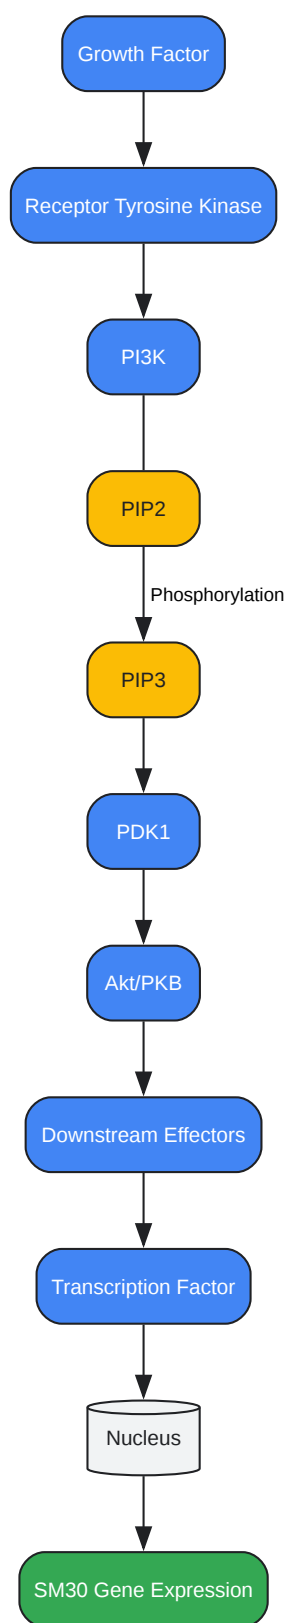 Growth Factor
Receptor Tyrosine Kinase
PI3K
PIP2
Phosphorylation
PIP3
PDK1
Akt/PKB
Downstream Effectors
Transcription Factor
Nucleus
SM30 Gene Expression